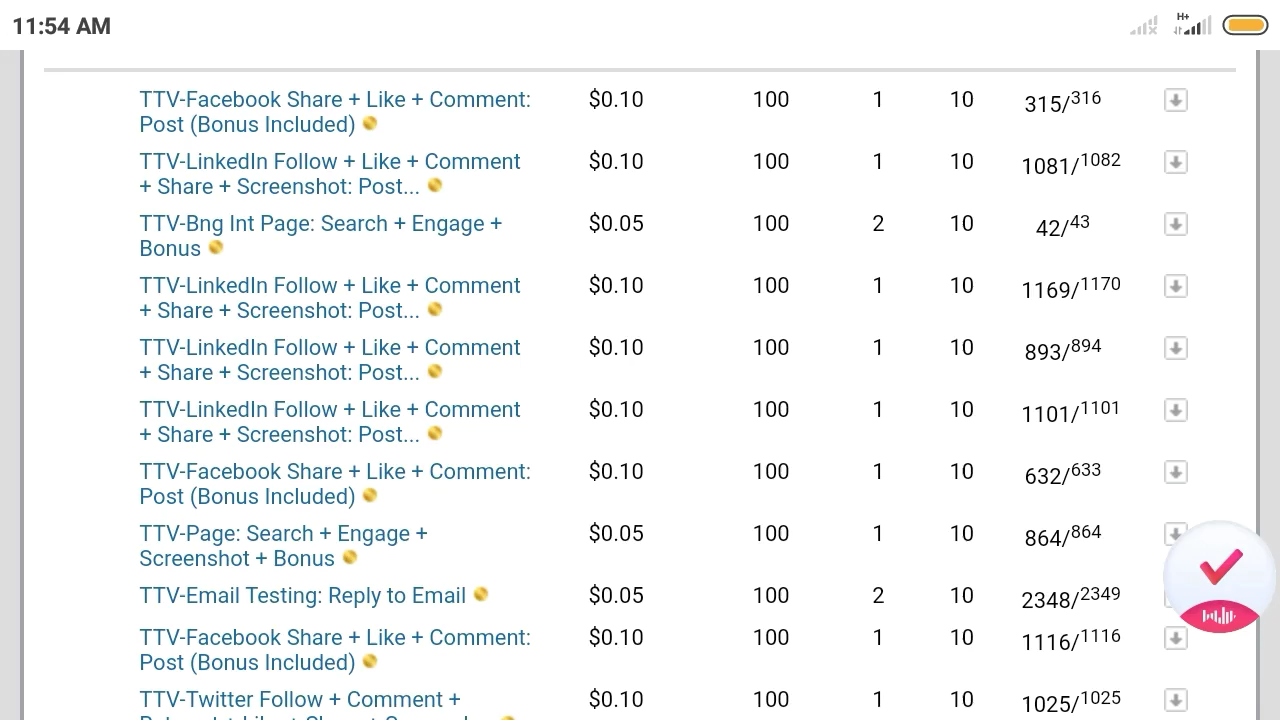 11:54 AM
H+
TTV-Facebook Share + Like + Comment: $0.10 100 1 10 315/316
Post (Bonus Included)
TTV-LinkedIn Follow + Like + Comment $0.10 100 1 10 1081/1082
+ Share + Screenshot: Post...
TTV-Bng Int Page: Search + Engage + $0.05 100 2 10 42/43
Bonus
TTV-LinkedIn Follow + Like + Comment $0.10 100 1 10 1169/1170
+ Share + Screenshot: Post...
TTV-LinkedIn Follow + Like + Comment $0.10 100 1 10 893/894
+ Share + Screenshot: Post...
TTV-LinkedIn Follow + Like + Comment $0.10 100 1 10 1101/1101
+ Share + Screenshot: Post...
TTV-Facebook Share + Like + Comment: $0.10 100 1 10 632/633
Post (Bonus Included)
TTV-Page: Search + Engage + $0.05 100 1 10 864/864
Screenshot + Bonus
TTV-Email Testing: Reply to Email $0.05 100 2 10 2348/2349
TTV-Facebook Share + Like + Comment: $0.10 100 1 10 1116/1116
Post (Bonus Included)
TTV-Twitter Follow + Comment + $0.10 100 1 10 1025/1025